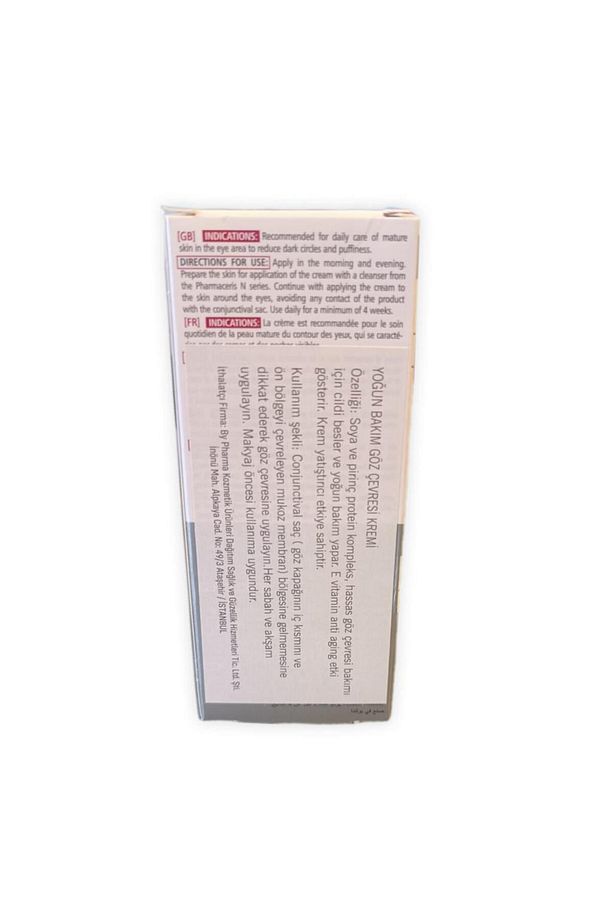 [GB] INDICATIONS: Recommended for daily care of mature
skin in the eye area to reduce dark circles and puffiness.
DIRECTIONS FOR USE: Apply in the morning and evening.
Prepare the skin for application of the cream with a cleanser from
the Pharmaceris N series. Continue with applying the cream to
the skin around the eyes, avoiding any contact of the product
with the conjunctival sac. Use daily for a minimum of 4 weeks.
[FR] INDICATIONS: La crème est recommandée pour le soin
quotidien de la peau mature du contour des yeux, qui se caracté-
YOĞUN BAKIM GÖZ ÇEVRESİ KREMİ
Özelliği: Soya ve pirinç protein kompleks, hassas göz çevresi bakımı
için cildi besler ve yoğun bakım yapar. E vitamin anti aging etki
gösterir. Krem yatıştırıcı etkiye sahiptir.
Kullanım şekli: Conjunctival saç ( göz kapağının iç kısmını ve
ön bölgeyi çevreleyen mukoz membran) bölgesine gelmemesine
dikkat ederek göz çevresine uygulayın.Her sabah ve akşam
uygulayın. Makyaj öncesi kullanıma uygundur.
İthalatçı Firma: By Pharma Kozmetik Ürünleri Dağıtım Sağlık ve Güzellik Hizmetleri Tic. Ltd. Şti.
İnönü Mah. Alpkaya Cad. No: 49/3 Ataşehir / İSTANBUL